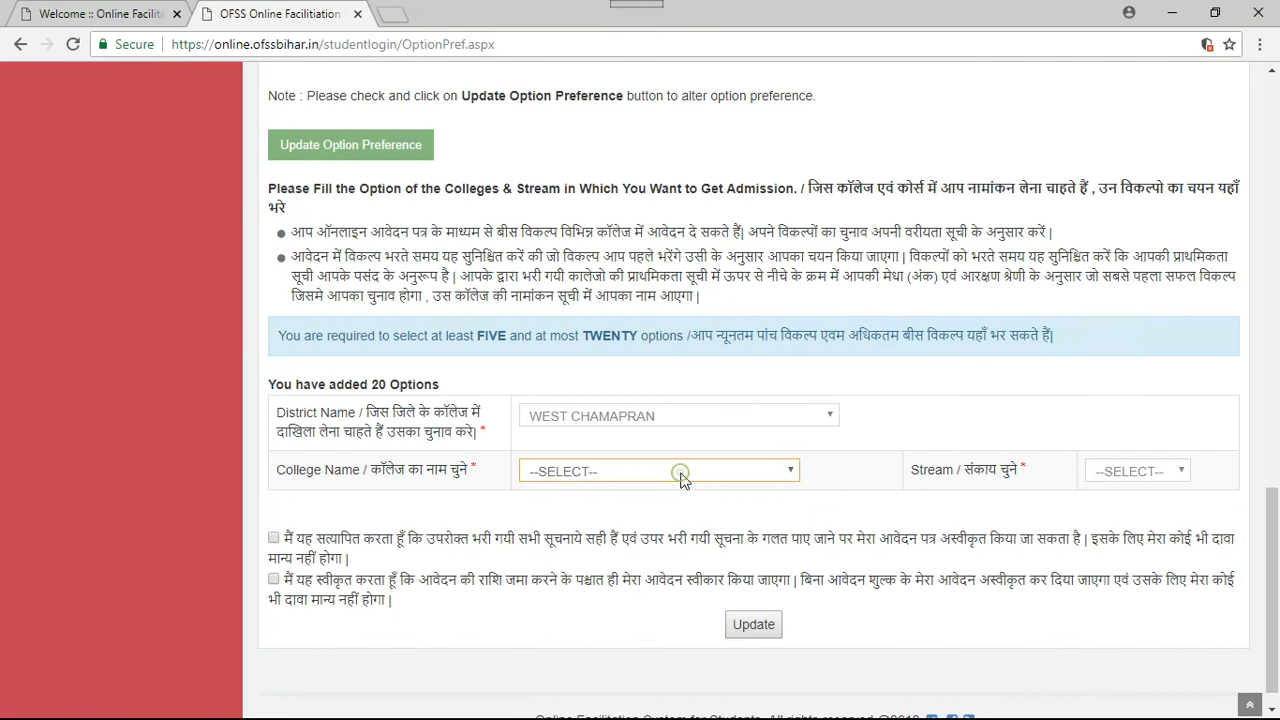 Welcome :: Online Facilita
OFSS Online Facilitiation
Secure
https://online.ofssbihar.in/studentlogin/OptionPref.aspx
Note : Please check and click on Update Option Preference button to alter option preference.
Update Option Preference
Please Fill the Option of the Colleges & Stream in Which You Want to Get Admission. / जिस कॉलेज एवं कोर्स में आप नामांकन लेना चाहते हैं , उन विकल्पो का चयन यहाँ
भरे
आप ऑनलाइन आवेदन पत्र के माध्यम से बीस विकल्प विभिन्न कॉलेज में आवेदन दे सकते है| अपने विकल्पों का चुनाव अपनी वरीयता सूची के अनुसार करें |
आवेदन में विकल्प भरते समय यह सुनिश्चित करें की जो विकल्प आप पहले भरेंगे उसी के अनुसार आपका चयन किया जाएगा | विकल्पों को भरते समय यह सुनिश्चित करें कि आपकी प्राथमिकता
सूची आपके पसंद के अनुरूप है | आपके द्वारा भरी गयी कालेजो की प्राथमिकता सूची में ऊपर से नीचे के क्रम में आपकी मेधा (अंक) एवं आरक्षण श्रेणी के अनुसार जो सबसे पहला सफल विकल्प
जिसमे आपका चुनाव होगा , उस कॉलेज की नामांकन सूची में आपका नाम आएगा |
You are required to select at least FIVE and at most TWENTY options /आप न्यूनतम पांच विकल्प एवम अधिकतम बीस विकल्प यहाँ भर सकते हैं|
You have added 20 Options
District Name / जिस जिले के कॉलेज में
दाखिला लेना चाहते हैं उसका चुनाव करे| *
WEST CHAMAPRAN
College Name / कॉलेज का नाम चुने *
--SELECT--
Stream / संकाय चुने *
--SELECT--
मैं यह सत्यापित करता हूँ कि उपरोक्त भरी गयी सभी सूचनाये सही हैं एवं उपर भरी गयी सूचना के गलत पाए जाने पर मेरा आवेदन पत्र अस्वीकृत किया जा सकता है | इसके लिए मेरा कोई भी दावा
मान्य नहीं होगा |
मैं यह स्वीकृत करता हूँ कि आवेदन की राशि जमा करने के पश्चात ही मेरा आवेदन स्वीकार किया जाएगा | बिना आवेदन शुल्क के मेरा आवेदन अस्वीकृत कर दिया जाएगा एवं उसके लिए मेरा कोई
भी दावा मान्य नहीं होगा |
Update
Online Facilitation System for Students. All rights reserved @2018